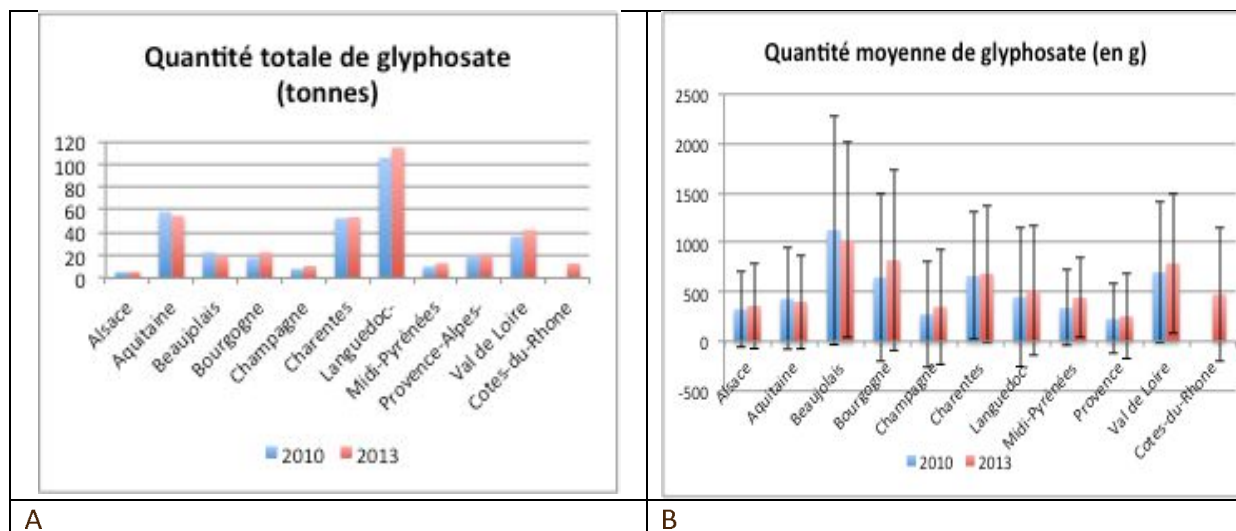 Quantité totale de glyphosate
(tonnes)
120
100
80
60
40
20
0
Alsace
Aquitaine
Beaujolais
Bourgogne
Champagne
Charentes
Languedoc-
Midi-Pyrénées
Provence-Alpes-
Val de Loire
Cotes-du-Rhone
2010
2013
A
Quantité moyenne de glyphosate (en g)
2500
2000
1500
1000
500
0
-500
Alsace
Aquitaine
Beaujolais
Bourgogne
Champagne
Charentes
Languedoc-
Midi-Pyrénées
Provence
Val de Loire
Cotes-du-Rhone
2010
2013
B